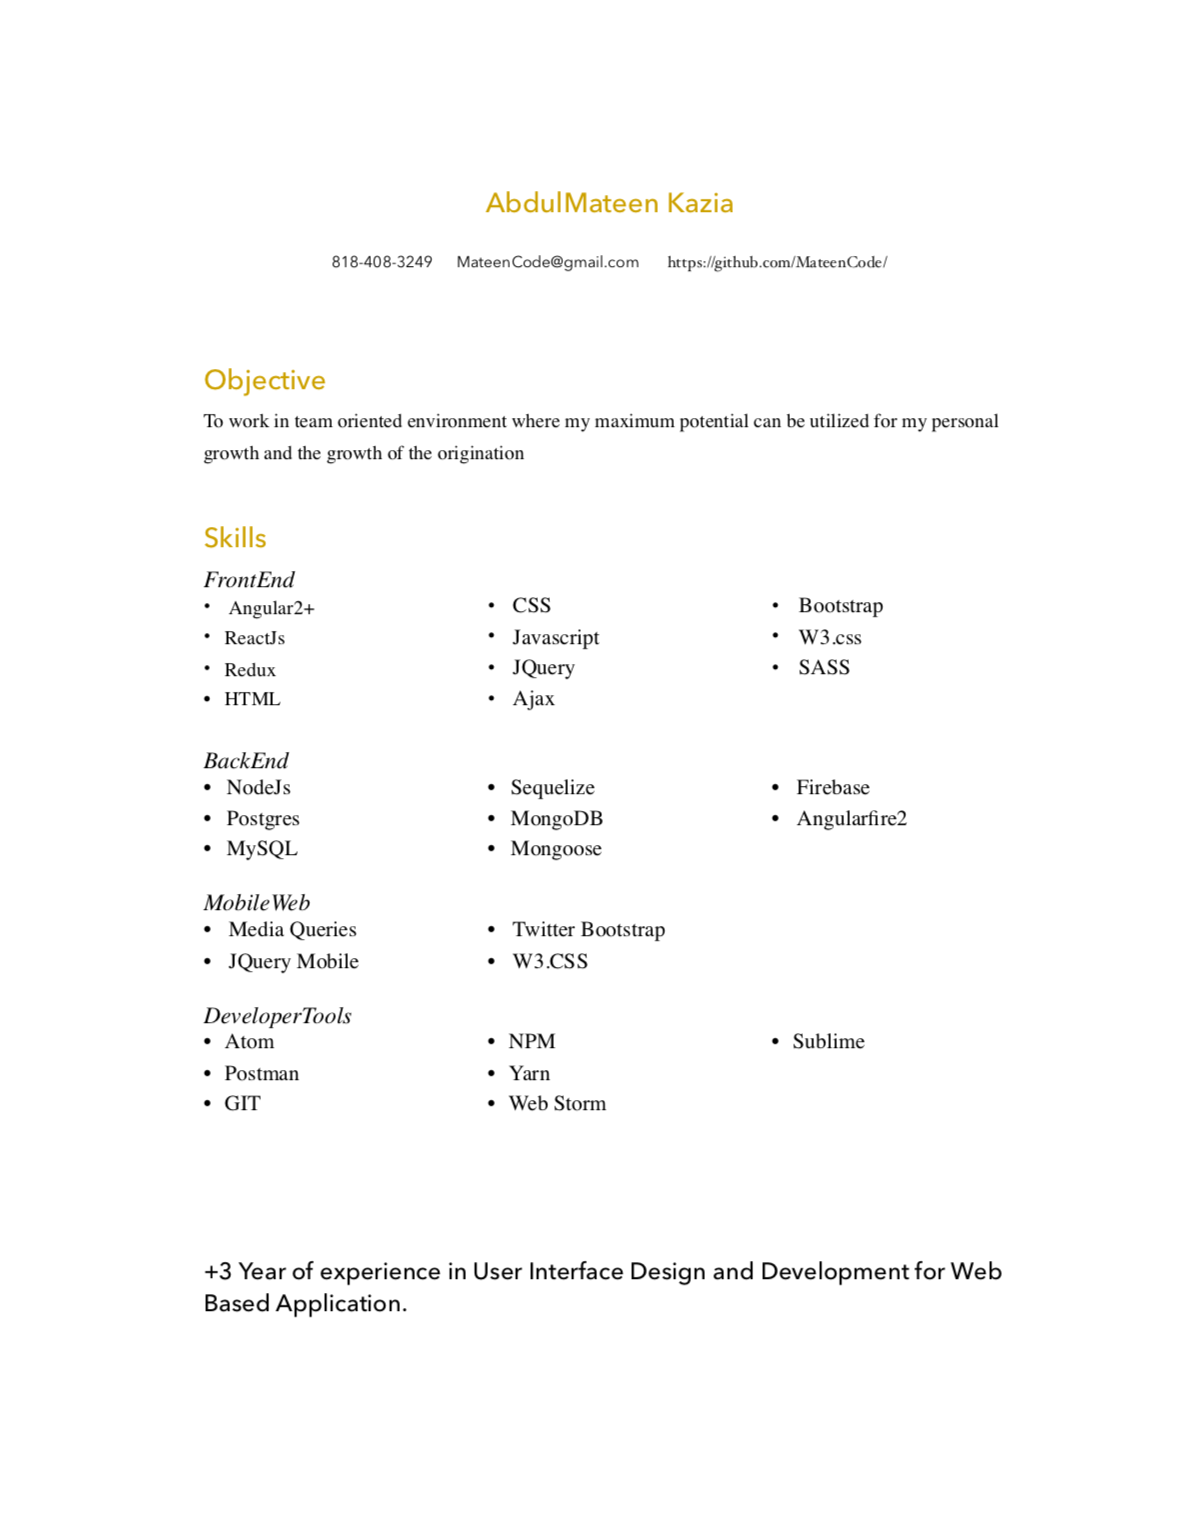 AbdulMateen Kazia
818-408-3249 MateenCode@gmail.com https://github.com/MateenCode/
Objective
To work in team oriented environment where my maximum potential can be utilized for my personal
growth and the growth of the origination
Skills
FrontEnd
• Angular2+
• ReactJs
• Redux
• HTML
• CSS
• Javascript
• JQuery
• Ajax
• Bootstrap
• W3.css
• SASS
BackEnd
• NodeJs
• Postgres
• MySQL
• Sequelize
• MongoDB
• Mongoose
• Firebase
• Angularfire2
MobileWeb
• Media Queries
• JQuery Mobile
• Twitter Bootstrap
• W3.CSS
DeveloperTools
• Atom
• Postman
• GIT
• NPM
• Yarn
• Web Storm
• Sublime
+3 Year of experience in User Interface Design and Development for Web
Based Application.